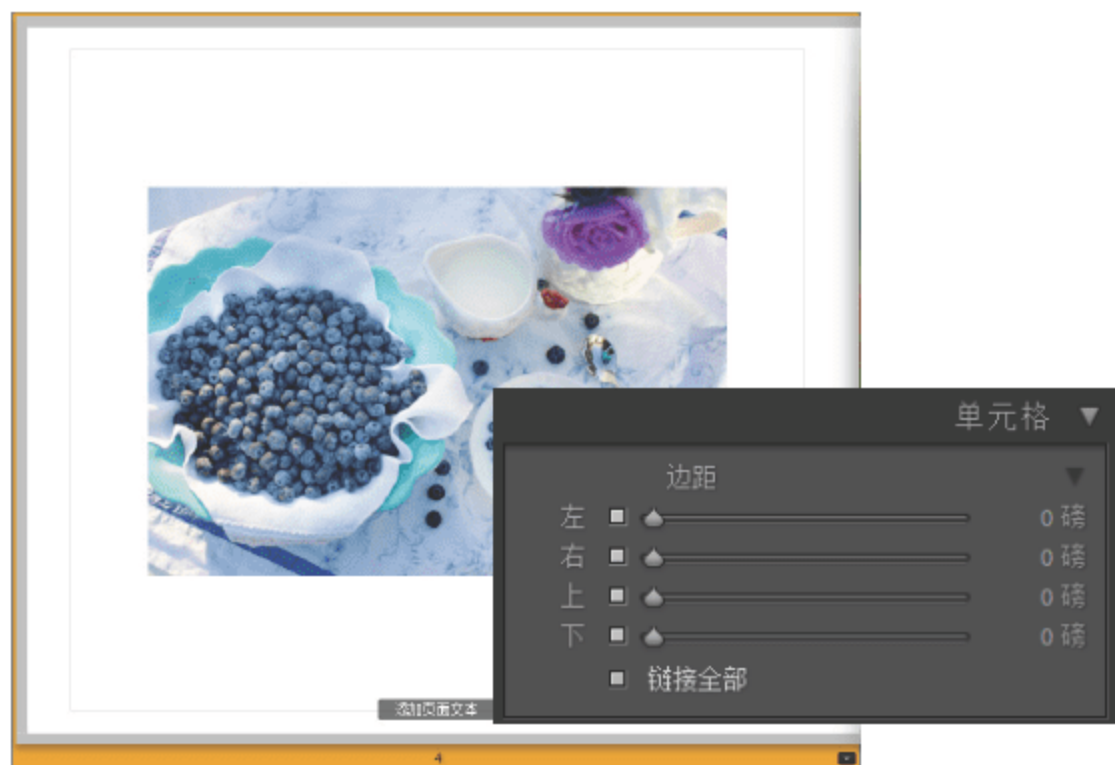 单元格
边距
左 0 磅
右 0 磅
上 0 磅
下 0 磅
链接全部
添加页面文本
4